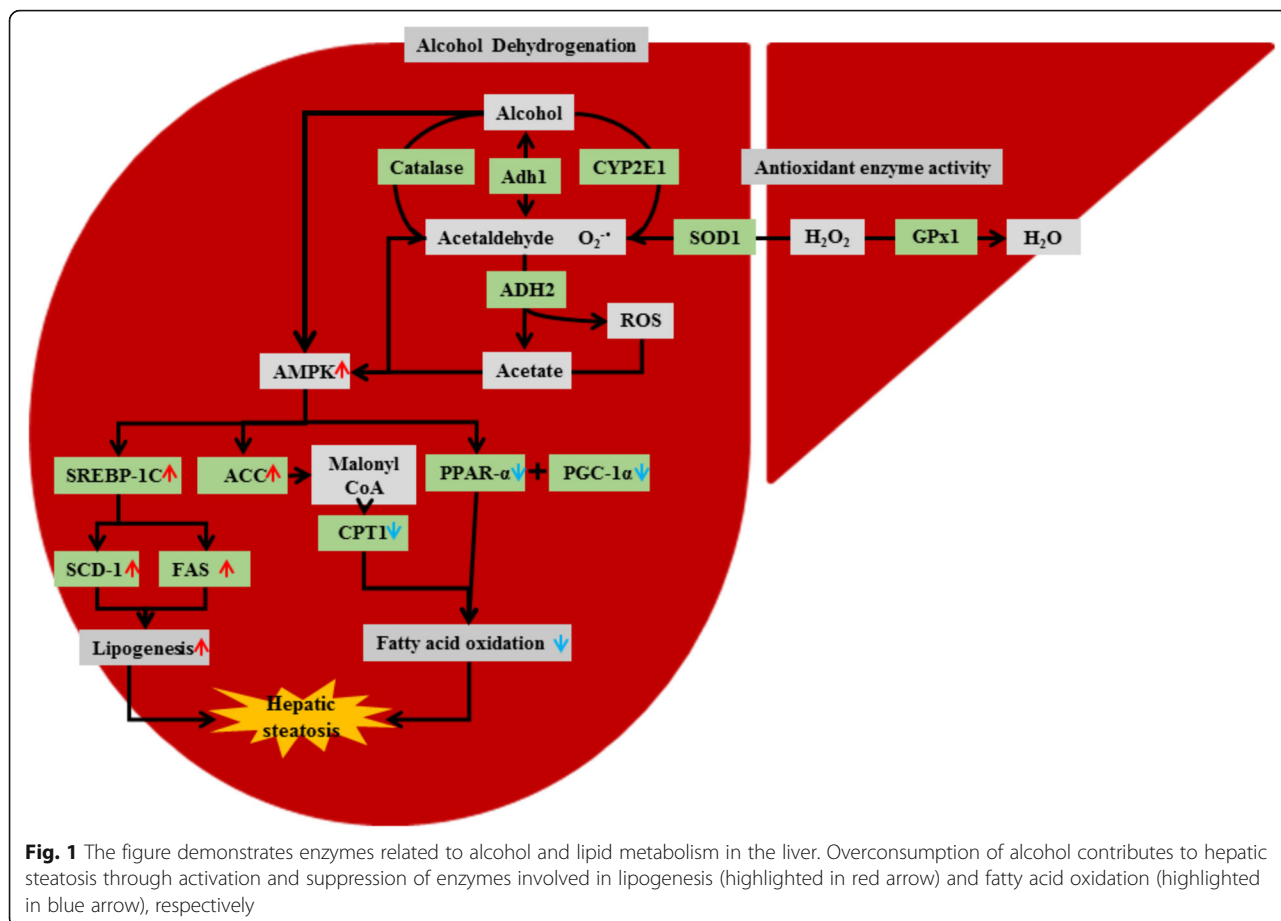 Alcohol Dehydrogenation
Alcohol
Catalase
Adh1
CYP2E1
Antioxidant enzyme activity
Acetaldehyde O₂⁻•
SOD1
H₂O₂
GPx1
H₂O
ADH2
ROS
AMPK
Acetate
SREBP-1C
ACC
Malonyl
CoA
PPAR-α
+
PGC-1α
CPT1
SCD-1
FAS
Lipogenesis
Fatty acid oxidation
Hepatic
steatosis
Fig. 1 The figure demonstrates enzymes related to alcohol and lipid metabolism in the liver. Overconsumption of alcohol contributes to hepatic
steatosis through activation and suppression of enzymes involved in lipogenesis (highlighted in red arrow) and fatty acid oxidation (highlighted
in blue arrow), respectively